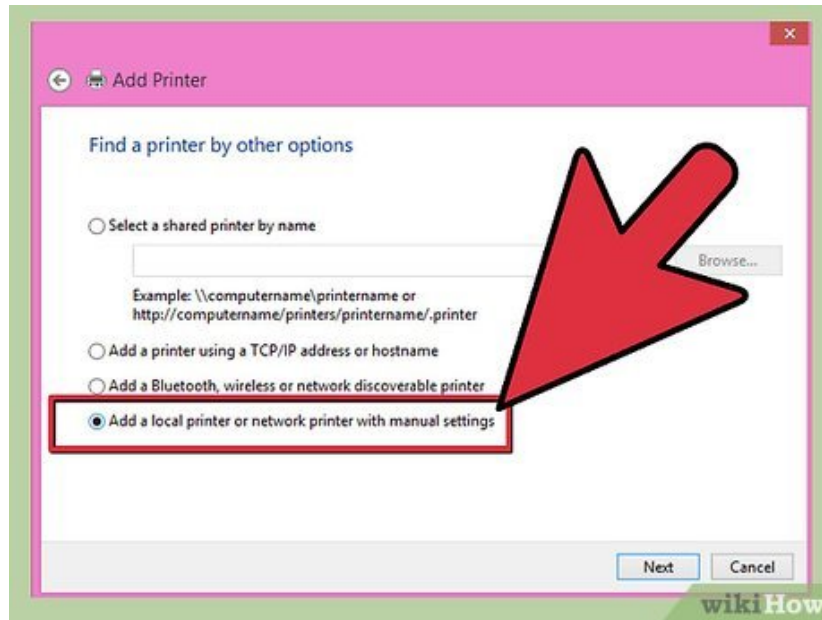 Add Printer
Find a printer by other options
Select a shared printer by name
Browse...
Example: \\computername\printername or
http://computername/printers/printername/.printer
Add a printer using a TCP/IP address or hostname
Add a Bluetooth, wireless or network discoverable printer
Add a local printer or network printer with manual settings
Next
Cancel
wikiHow